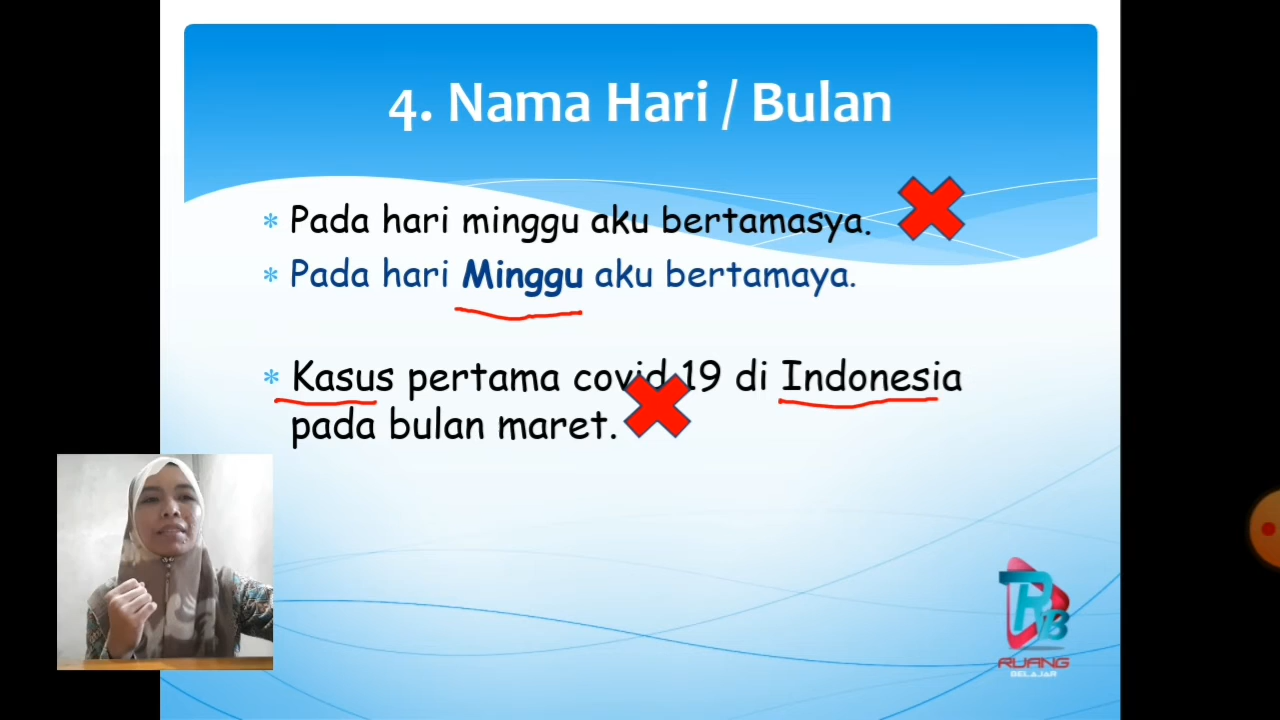 4. Nama Hari / Bulan
* Pada hari minggu aku bertamasya.
* Pada hari Minggu aku bertamaya.
* Kasus pertama covid 19 di Indonesia
pada bulan maret.
RB
RUANG
BELAJAR